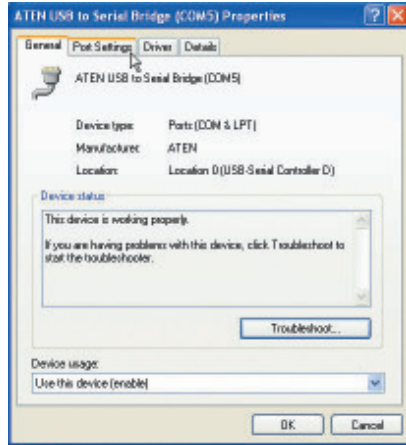 ATEN USB to Serial Bridge (COM5) Properties
General Port Settings Driver Details
ATEN USB to Serial Bridge (COM5)
Device type: Ports (COM & LPT)
Manufacturer: ATEN
Location: Location 0 (USB-Serial Controller D)
Device status
This device is working properly.
If you are having problems with this device, click Troubleshoot to
start the troubleshooter.
Troubleshoot...
Device usage:
Use this device (enable)
OK Cancel